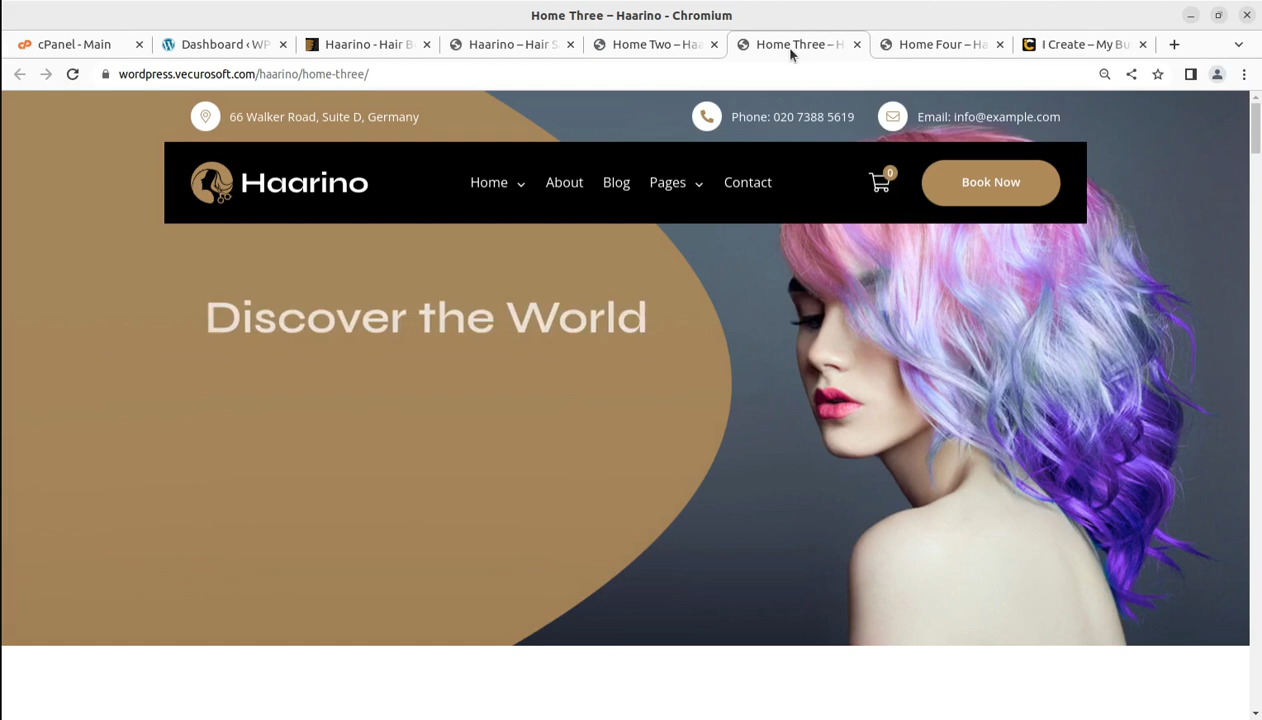 Home Three – Haarino - Chromium
cPanel - Main
Dashboard ‹ WP
Haarino - Hair B
Haarino – Hair S
Home Two – Haa
Home Three – H
Home Four – Ha
I Create – My Bu
wordpress.vecurosoft.com/haarino/home-three/
66 Walker Road, Suite D, Germany
Phone: 020 7388 5619
Email: info@example.com
Haarino
Home
About
Blog
Pages
Contact
0
Book Now
Discover the World